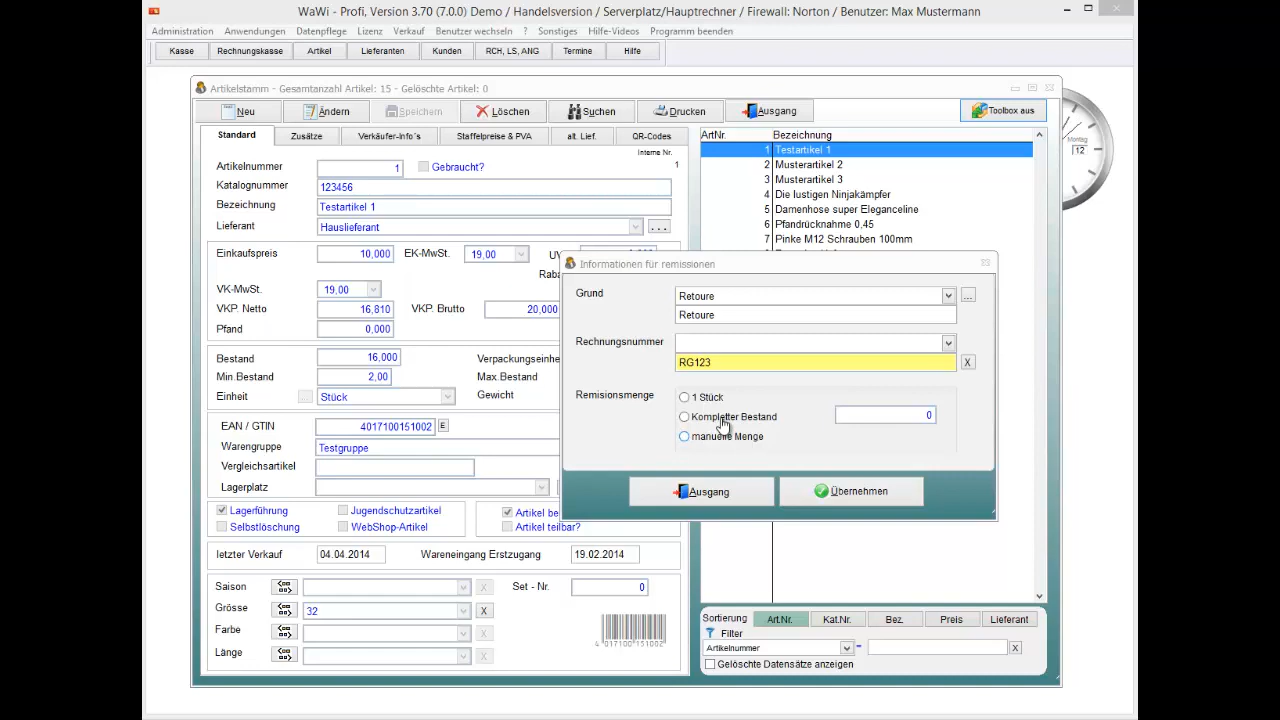 WaWi - Profi, Version 3.70 (7.0.0) Demo / Handelsversion / Serverplatz/Hauptrechner / Firewall: Norton / Benutzer: Max Mustermann
Administration Anwendungen Datenpflege Lizenz Verkauf Benutzer wechseln Sonstiges Hilfe-Videos Programm beenden
Kasse Rechnungskasse Artikel Lieferanten Kunden RCH, LS, ANG Termine Hilfe
Artikelstamm - Gesamtanzahl Artikel: 15 - Gelöschte Artikel: 0
Neu Ändern Speichern Löschen Suchen Drucken Ausgang Toolbox aus
Standard Zusätze Verkäufer-Info´s Staffelpreise & PVA alt. Lief. QR-Codes
Interne Nr.
1
Artikelnummer 1 Gebraucht?
Katalognummer 123456
Bezeichnung Testartikel 1
Lieferant Hauslieferant ...
Einkaufspreis 10,000 EK-MwSt. 19,00
VK-MwSt. 19,00
VKP. Netto 16,810 VKP. Brutto 20,000
Pfand 0,000
Bestand 16,000
Min.Bestand 2,00 Max.Bestand
Einheit ... Stück Gewicht
EAN / GTIN 4017100151002 E
Warengruppe Testgruppe
Vergleichsartikel
Lagerplatz
Lagerführung Jugendschutzartikel
Selbstlöschung WebShop-Artikel Artikel teilbar?
letzter Verkauf 04.04.2014 Wareneingang Erstzugang 19.02.2014
Saison X Set - Nr. 0
Grösse 32 X
Farbe X
Länge X
4 017100 151002
ArtNr. Bezeichnung
1 Testartikel 1
2 Musterartikel 2
3 Musterartikel 3
4 Die lustigen Ninjakämpfer
5 Damenhose super Eleganceline
6 Pfandrücknahme 0,45
7 Pinke M12 Schrauben 100mm
Montag
12
Informationen für remissionen
Grund Retoure ...
Retoure
Rechnungsnummer
RG123 X
Remisionsmenge 1 Stück
Kompletter Bestand 0
manuelle Menge
Ausgang Übernehmen
Sortierung Art.Nr. Kat.Nr. Bez. Preis Lieferant
Filter
Artikelnummer = X
Gelöschte Datensätze anzeigen